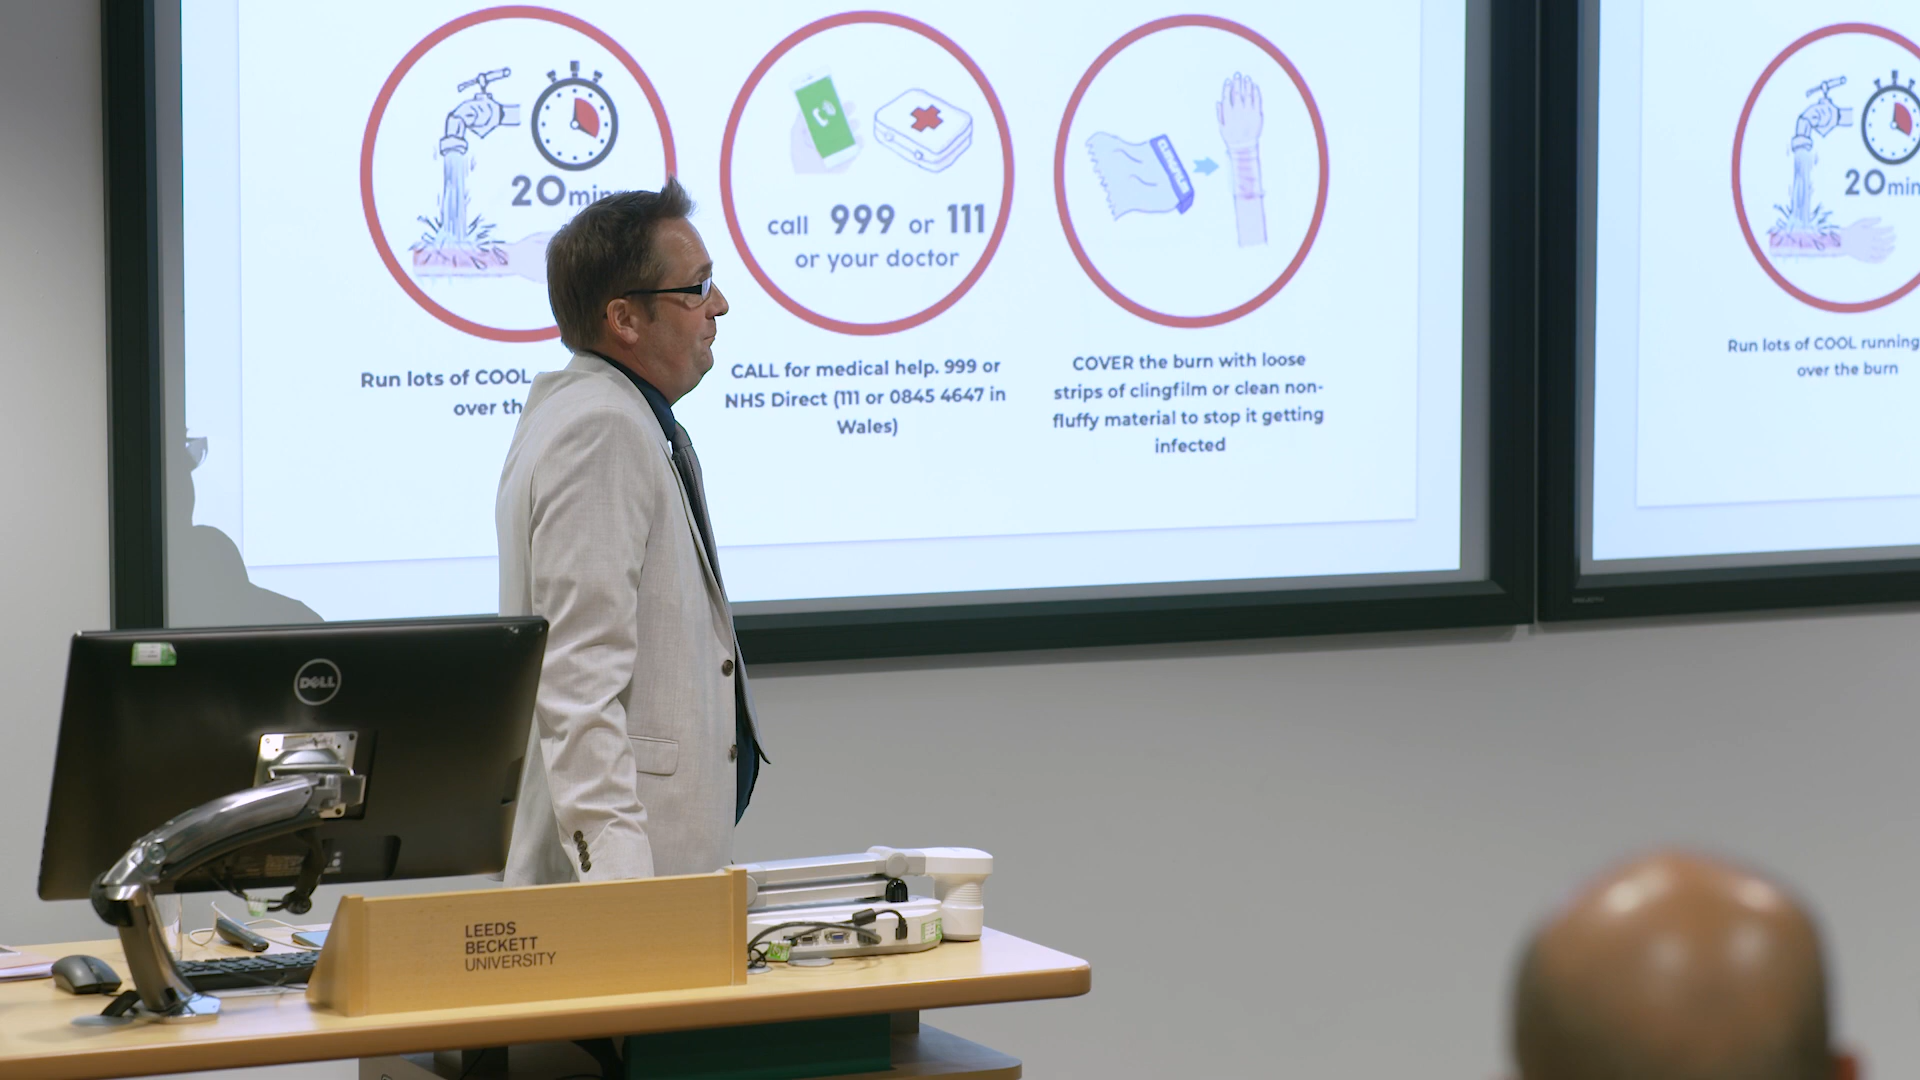 20min
call 999 or 111
or your doctor
CLINGFILM
20min
Run lots of COOL
over th
CALL for medical help. 999 or
NHS Direct (111 or 0845 4647 in
Wales)
COVER the burn with loose
strips of clingfilm or clean non-
fluffy material to stop it getting
infected
Run lots of COOL running
over the burn
DELL
LEEDS
BECKETT
UNIVERSITY